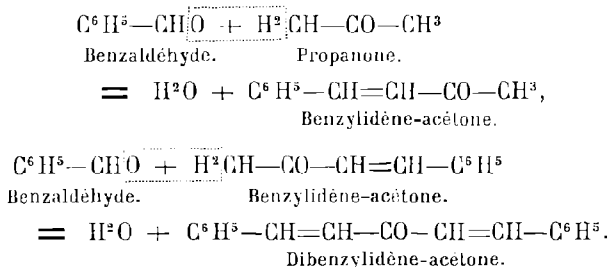 C⁶H⁵—CHO + H²CH—CO—CH³
Benzaldéhyde. Propanone.
= H²O + C⁶H⁵—CH=CH—CO—CH³,
Benzylidène-acétone.
C⁶H⁵—CHO + H²CH—CO—CH=CH—C⁶H⁵
Benzaldéhyde. Benzylidène-acétone.
= H²O + C⁶H⁵—CH=CH—CO—CH=CH—C⁶H⁵.
Dibenzylidène-acétone.